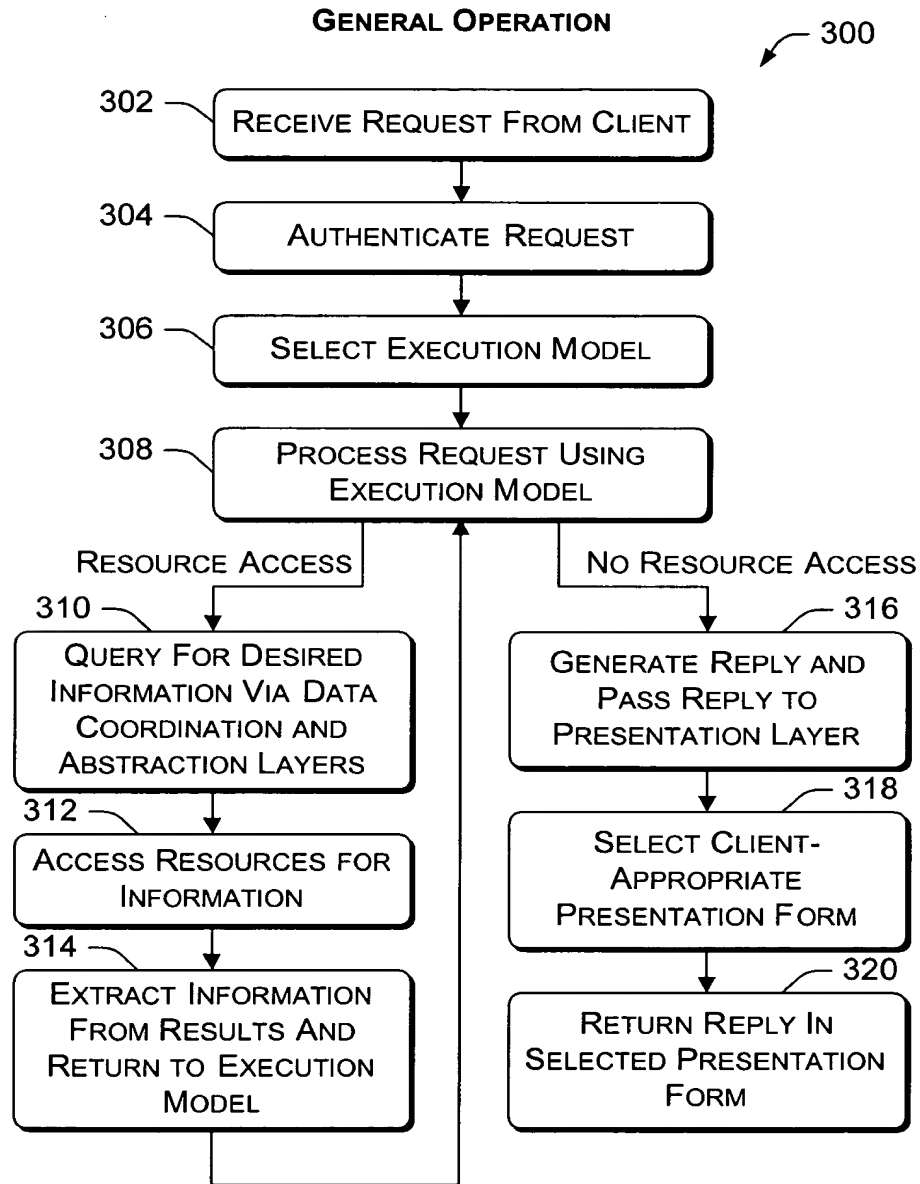 GENERAL OPERATION
300
302
RECEIVE REQUEST FROM CLIENT
304
AUTHENTICATE REQUEST
306
SELECT EXECUTION MODEL
308
PROCESS REQUEST USING
EXECUTION MODEL
RESOURCE ACCESS
NO RESOURCE ACCESS
310
QUERY FOR DESIRED
INFORMATION VIA DATA
COORDINATION AND
ABSTRACTION LAYERS
312
ACCESS RESOURCES FOR
INFORMATION
314
EXTRACT INFORMATION
FROM RESULTS AND
RETURN TO EXECUTION
MODEL
316
GENERATE REPLY AND
PASS REPLY TO
PRESENTATION LAYER
318
SELECT CLIENT-
APPROPRIATE
PRESENTATION FORM
320
RETURN REPLY IN
SELECTED PRESENTATION
FORM